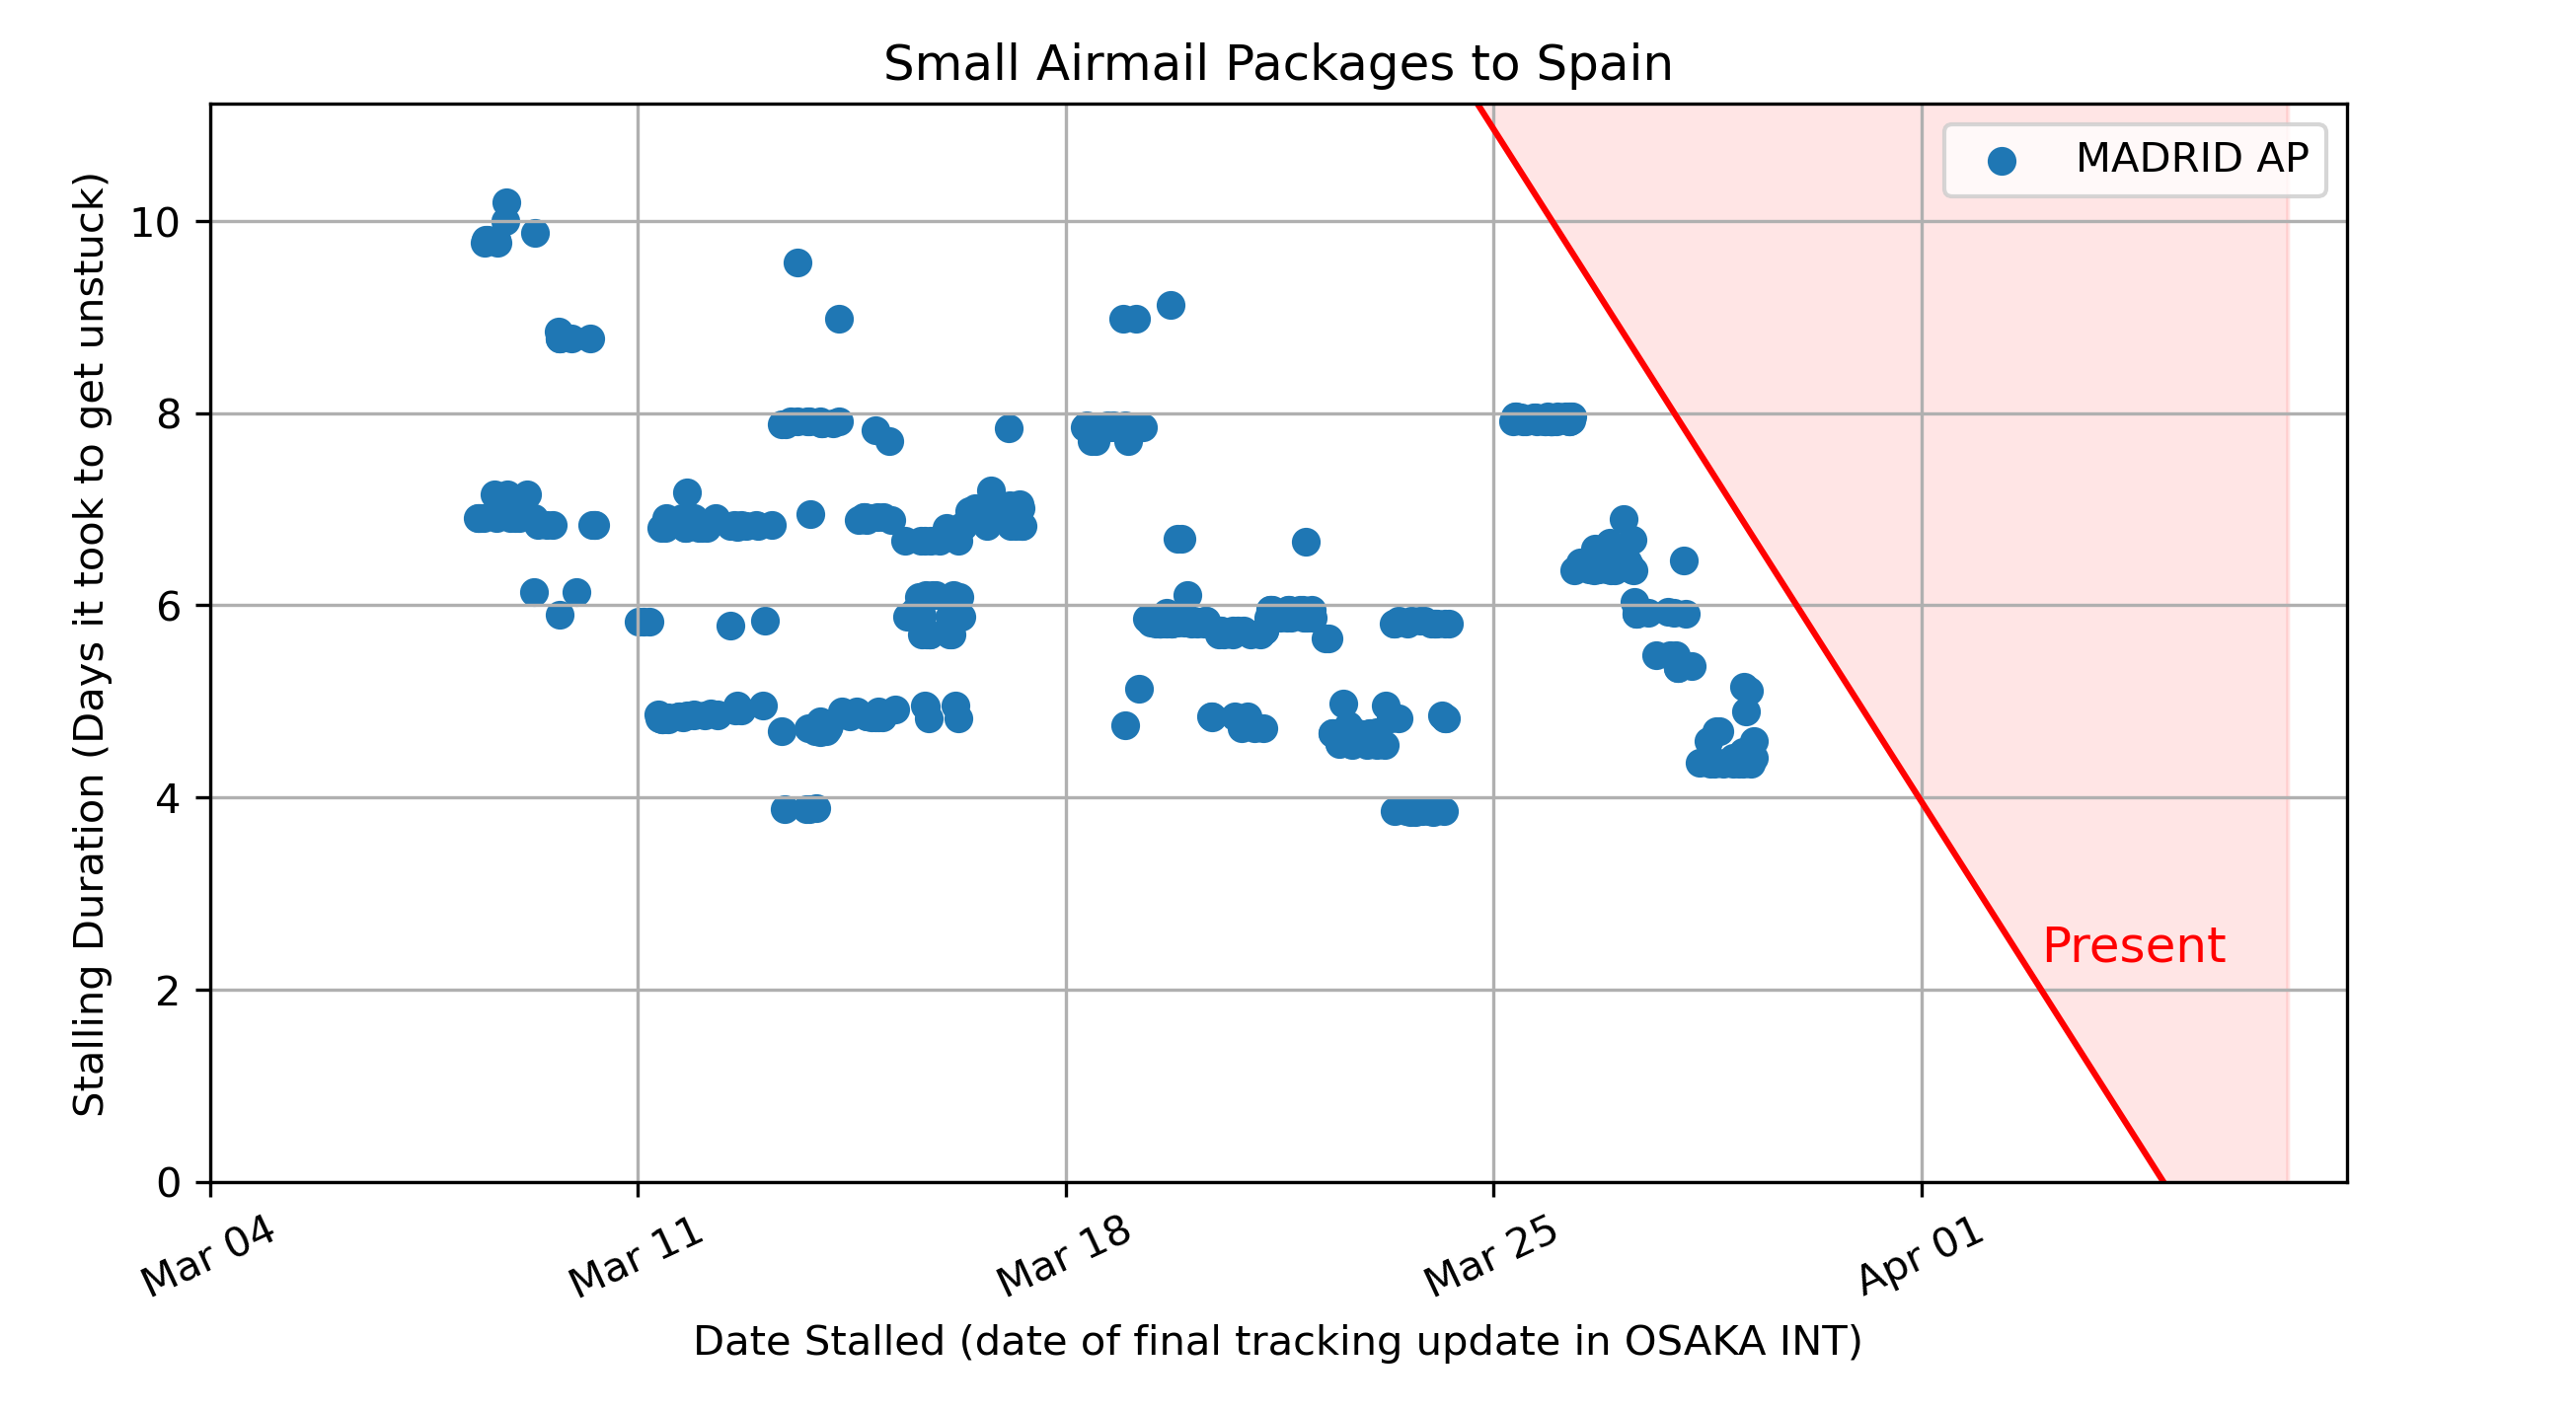 Small Airmail Packages to Spain
MADRID AP
Stalling Duration (Days it took to get unstuck)
10
8
6
4
2
0
Present
Mar 04
Mar 11
Mar 18
Mar 25
Apr 01
Date Stalled (date of final tracking update in OSAKA INT)